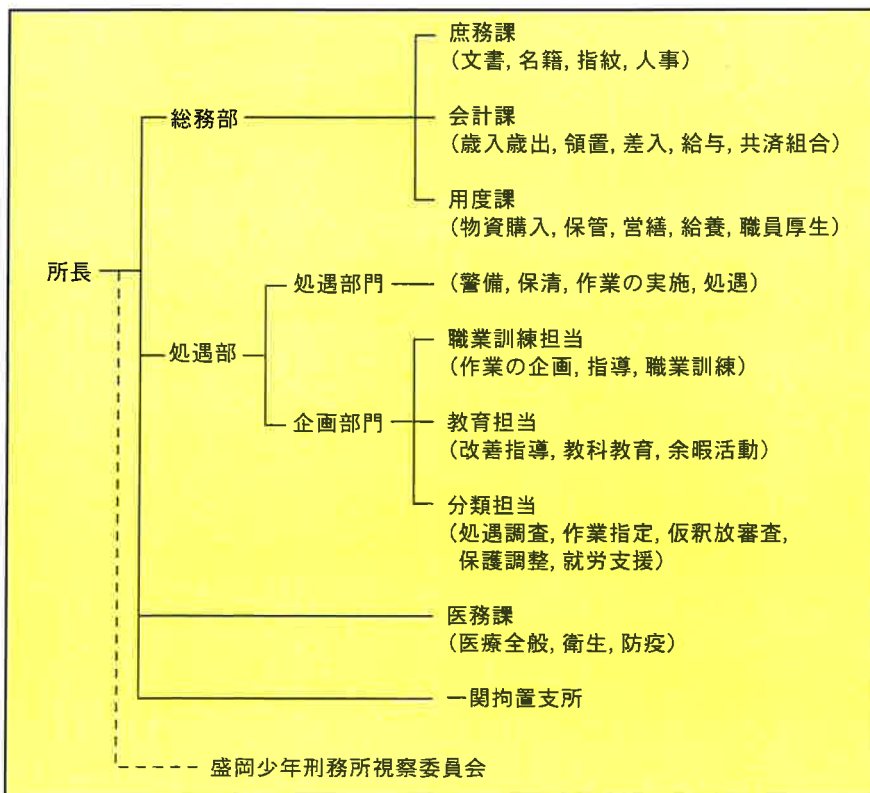 庶務課
(文書, 名籍, 指紋, 人事)
総務部
会計課
(歳入歳出, 領置, 差入, 給与, 共済組合)
用度課
(物資購入, 保管, 営繕, 給養, 職員厚生)
所長
処遇部門
(警備, 保清, 作業の実施, 処遇)
処遇部
職業訓練担当
(作業の企画, 指導, 職業訓練)
企画部門
教育担当
(改善指導, 教科教育, 余暇活動)
分類担当
(処遇調査, 作業指定, 仮釈放審査,
保護調整, 就労支援)
医務課
(医療全般, 衛生, 防疫)
一関拘置支所
盛岡少年刑務所視察委員会